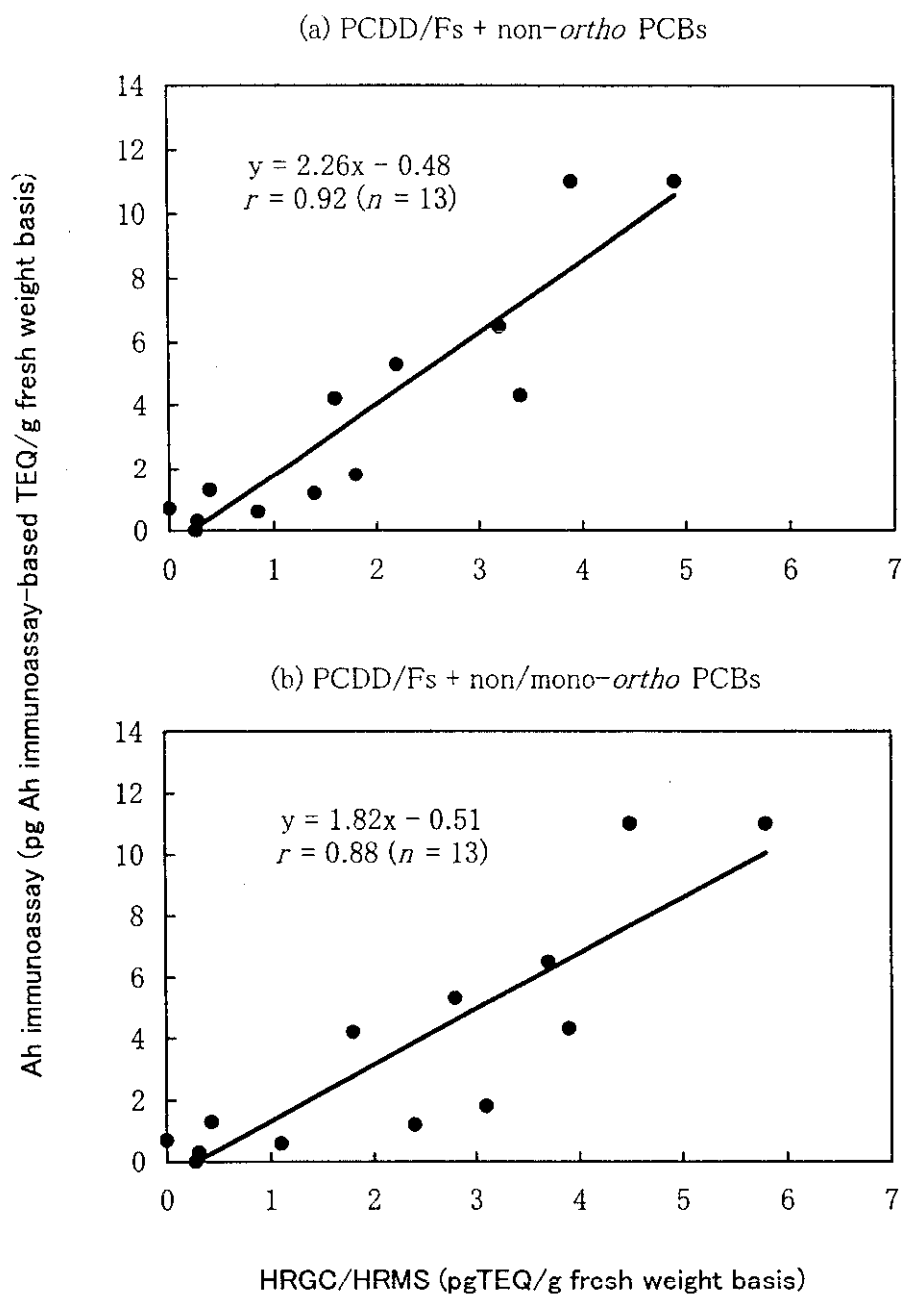 (a) PCDD/Fs + non-ortho PCBs
14
12
10
8
6
4
2
0
y = 2.26x − 0.48
r = 0.92 (n = 13)
0 1 2 3 4 5 6 7
Ah immunoassay (pg Ah immunoassay-based TEQ/g fresh weight basis)
(b) PCDD/Fs + non/mono-ortho PCBs
14
12
10
8
6
4
2
0
y = 1.82x − 0.51
r = 0.88 (n = 13)
0 1 2 3 4 5 6 7
HRGC/HRMS (pgTEQ/g fresh weight basis)